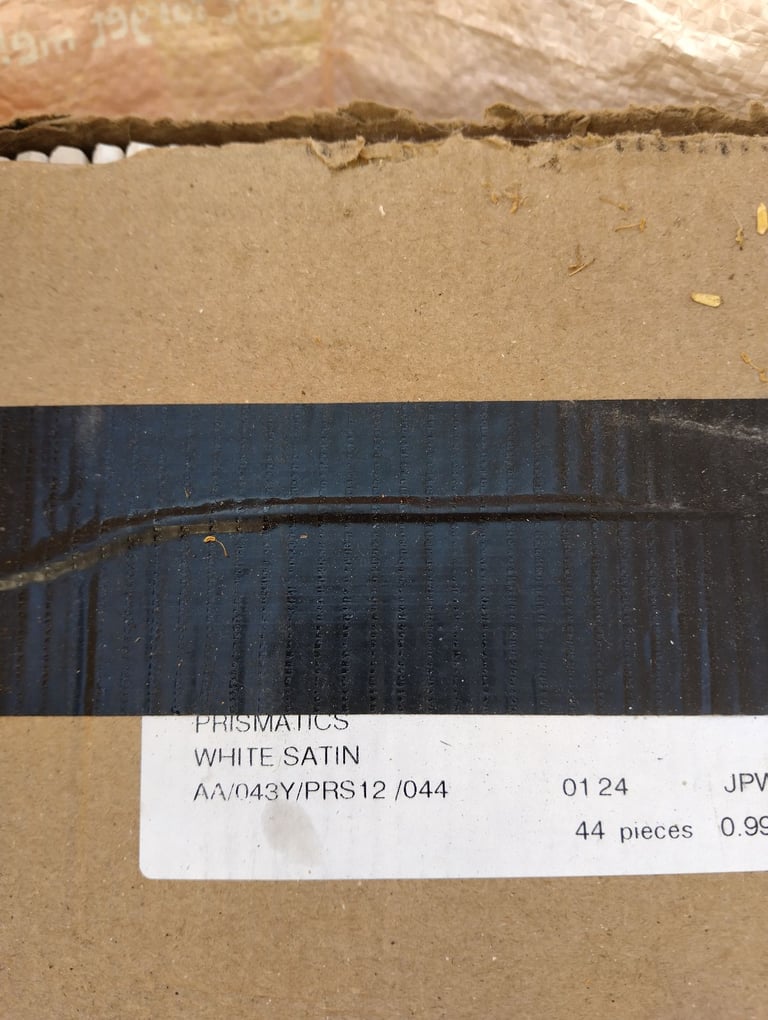 PRISMATICS
WHITE SATIN
AA/043Y/PRS12 /044 01 24 JPW
44 pieces 0.99